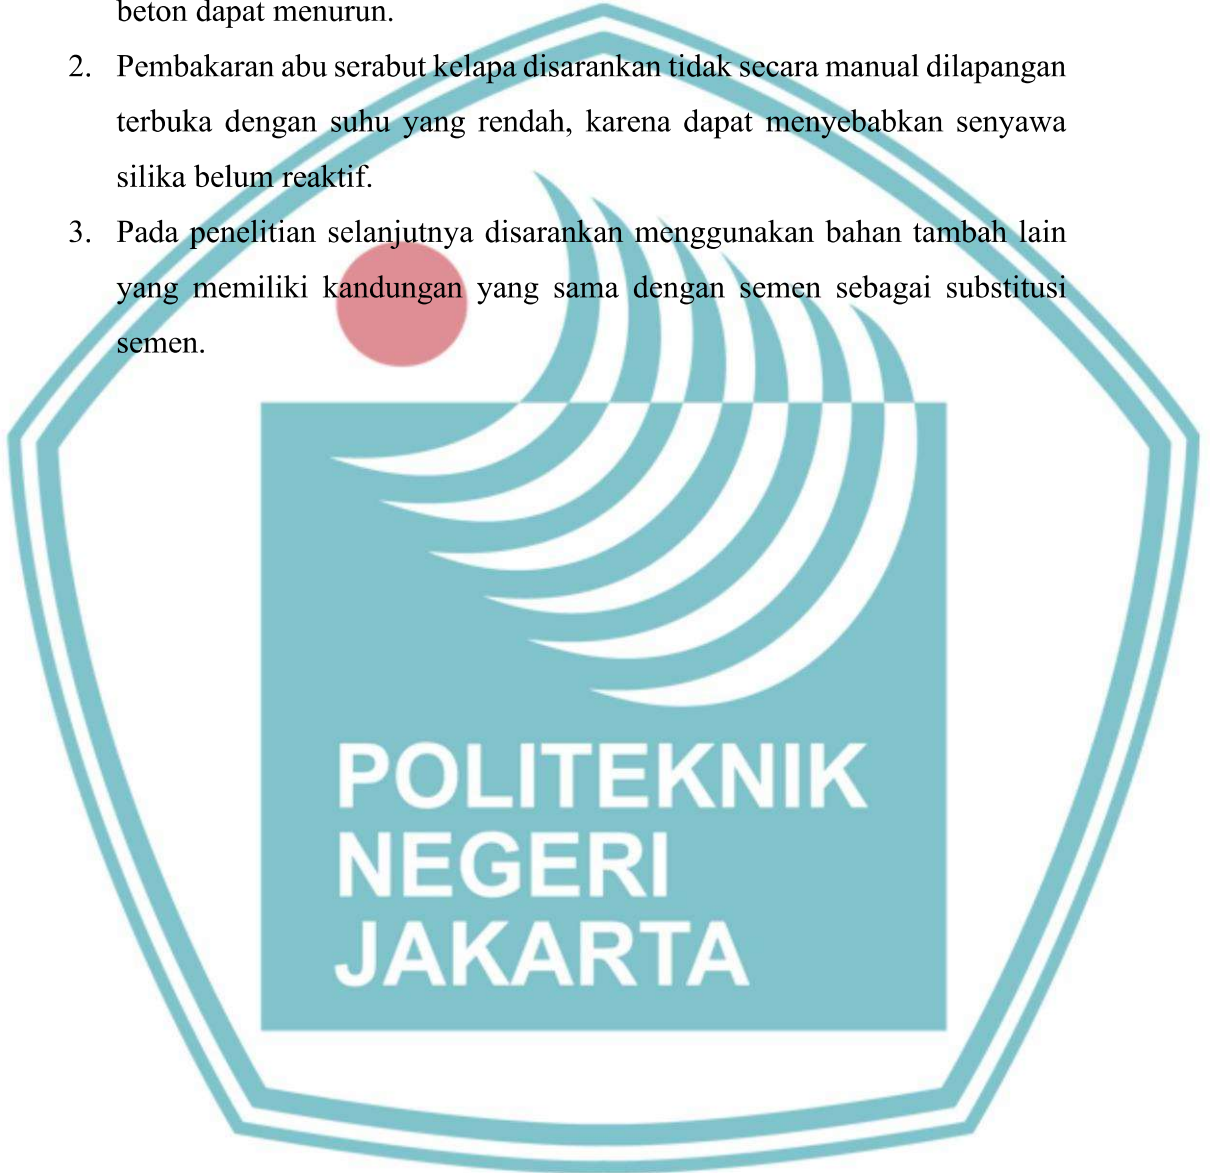 beton dapat menurun.
2. Pembakaran abu serabut kelapa disarankan tidak secara manual dilapangan
terbuka dengan suhu yang rendah, karena dapat menyebabkan senyawa
silika belum reaktif.
3. Pada penelitian selanjutnya disarankan menggunakan bahan tambah lain
yang memiliki kandungan yang sama dengan semen sebagai substitusi
semen.
POLITEKNIK
NEGERI
JAKARTA